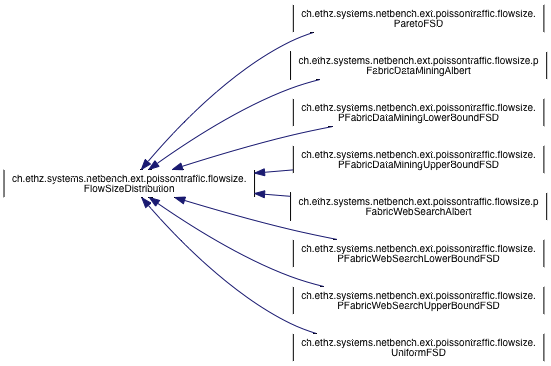 ch.ethz.systems.netbench.ext.poissontraffic.flowsize.
ParetoFSD
ch.ethz.systems.netbench.ext.poissontraffic.flowsize.p
FabricDataMiningAlbert
ch.ethz.systems.netbench.ext.poissontraffic.flowsize.
PFabricDataMiningLowerBoundFSD
ch.ethz.systems.netbench.ext.poissontraffic.flowsize.
PFabricDataMiningUpperBoundFSD
ch.ethz.systems.netbench.ext.poissontraffic.flowsize.
FlowSizeDistribution
ch.ethz.systems.netbench.ext.poissontraffic.flowsize.p
FabricWebSearchAlbert
ch.ethz.systems.netbench.ext.poissontraffic.flowsize.
PFabricWebSearchLowerBoundFSD
ch.ethz.systems.netbench.ext.poissontraffic.flowsize.
PFabricWebSearchUpperBoundFSD
ch.ethz.systems.netbench.ext.poissontraffic.flowsize.
UniformFSD